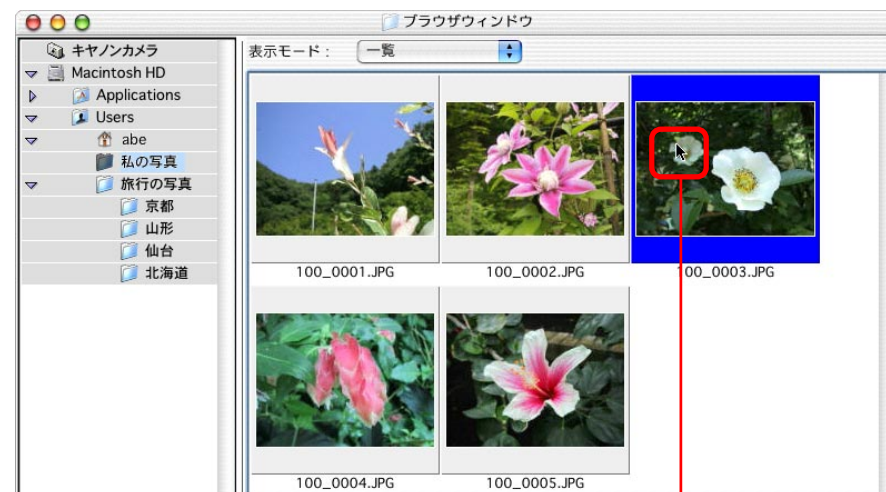 ブラウザウィンドウ
キヤノンカメラ
Macintosh HD
Applications
Users
abe
私の写真
旅行の写真
京都
山形
仙台
北海道
表示モード： 一覧
100_0001.JPG 100_0002.JPG 100_0003.JPG
100_0004.JPG 100_0005.JPG